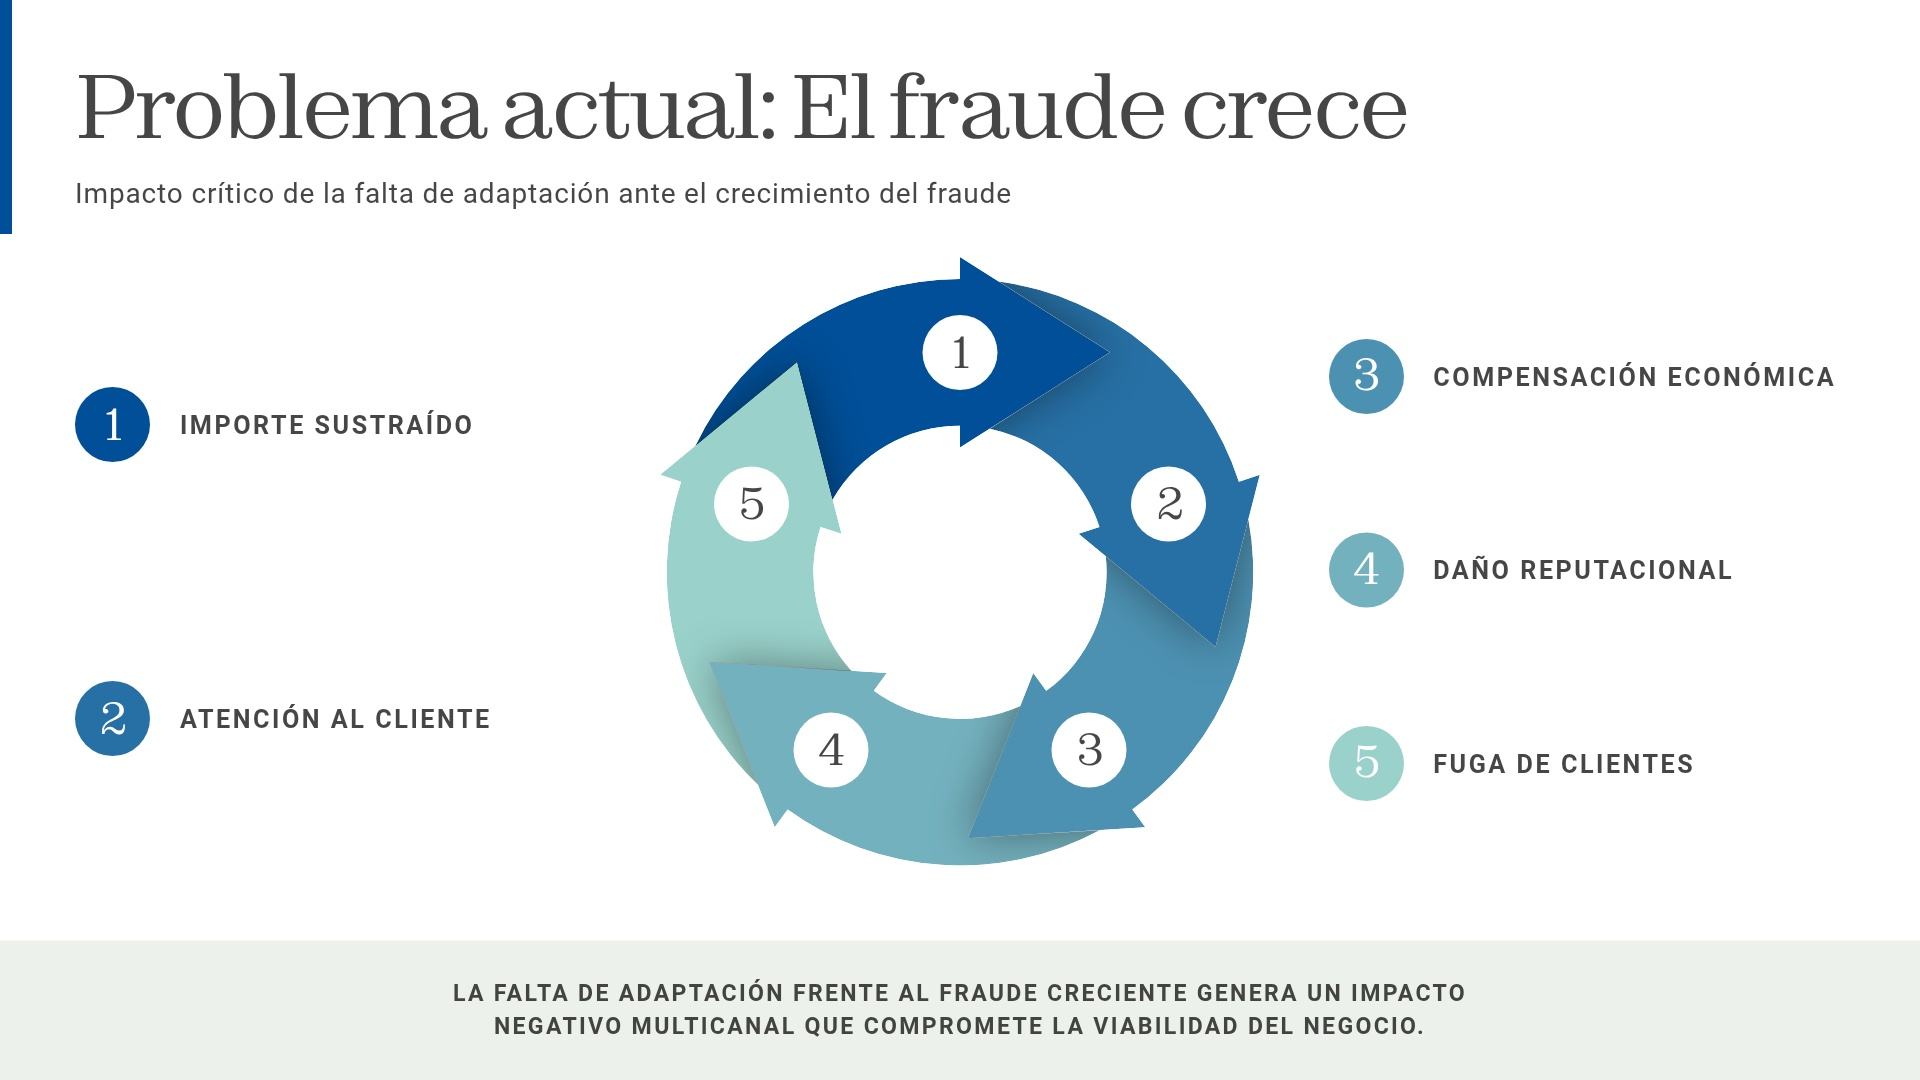 Problema actual: El fraude crece
Impacto crítico de la falta de adaptación ante el crecimiento del fraude
1 IMPORTE SUSTRAÍDO
2 ATENCIÓN AL CLIENTE
1
2
3
4
5
3 COMPENSACIÓN ECONÓMICA
4 DAÑO REPUTACIONAL
5 FUGA DE CLIENTES
LA FALTA DE ADAPTACIÓN FRENTE AL FRAUDE CRECIENTE GENERA UN IMPACTO
NEGATIVO MULTICANAL QUE COMPROMETE LA VIABILIDAD DEL NEGOCIO.